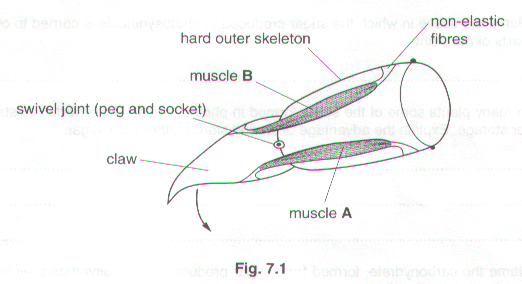 non-elastic
fibres
hard outer skeleton
muscle B
swivel joint (peg and socket)
claw
muscle A
Fig. 7.1